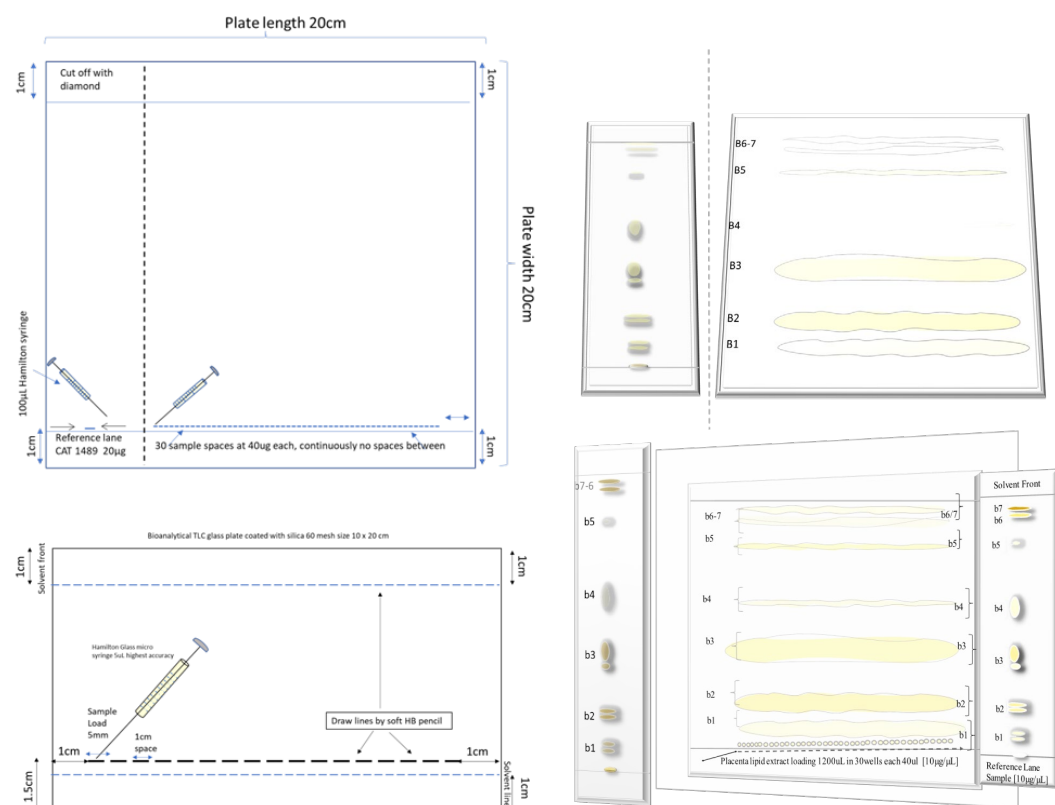 Plate length 20cm
1cm
Cut off with
diamond
1cm
Plate width 20cm
100µL Hamilton syringe
1cm
Reference lane
CAT 1489 20µg
30 sample spaces at 40ug each, continuously no spaces between
1cm
B6-7
B5
B4
B3
B2
B1
Bioanalytical TLC glass plate coated with silica 60 mesh size 10 x 20 cm
1cm
Solvent front
1cm
Hamilton Glass micro
syringe 5uL highest accuracy
Sample
Load
5mm
1cm
1cm
space
Draw lines by soft HB pencil
1cm
1.5cm
Solvent line
1cm
b7-6
b5
b4
b3
b2
b1
b6-7
b5
b4
b3
b2
b1
b6/7
b5
b4
b3
b2
b1
Placenta lipid extract loading 1200uL in 30wells each 40ul [10µg/µL]
Solvent Front
b7
b6
b5
b4
b3
b2
b1
Reference Lane
Sample [10µg/µL]